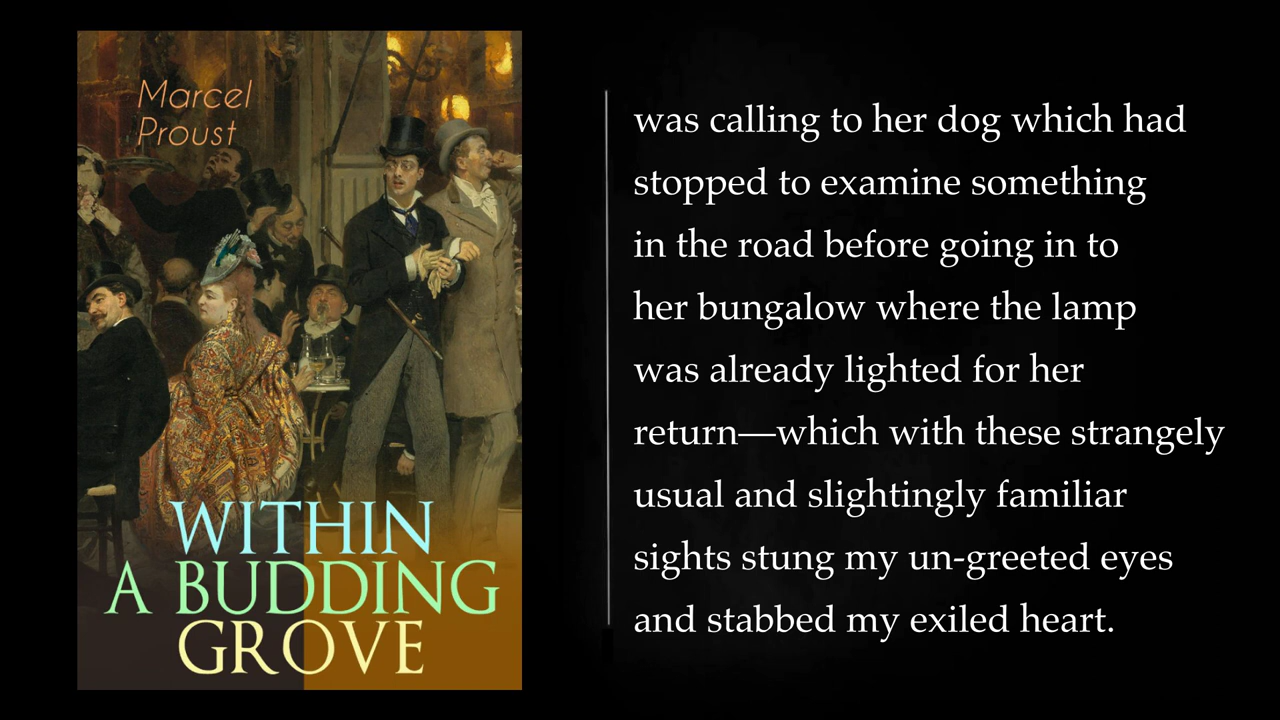 Marcel
Proust
WITHIN
A BUDDING
GROVE
was calling to her dog which had
stopped to examine something
in the road before going in to
her bungalow where the lamp
was already lighted for her
return—which with these strangely
usual and slightingly familiar
sights stung my un-greeted eyes
and stabbed my exiled heart.